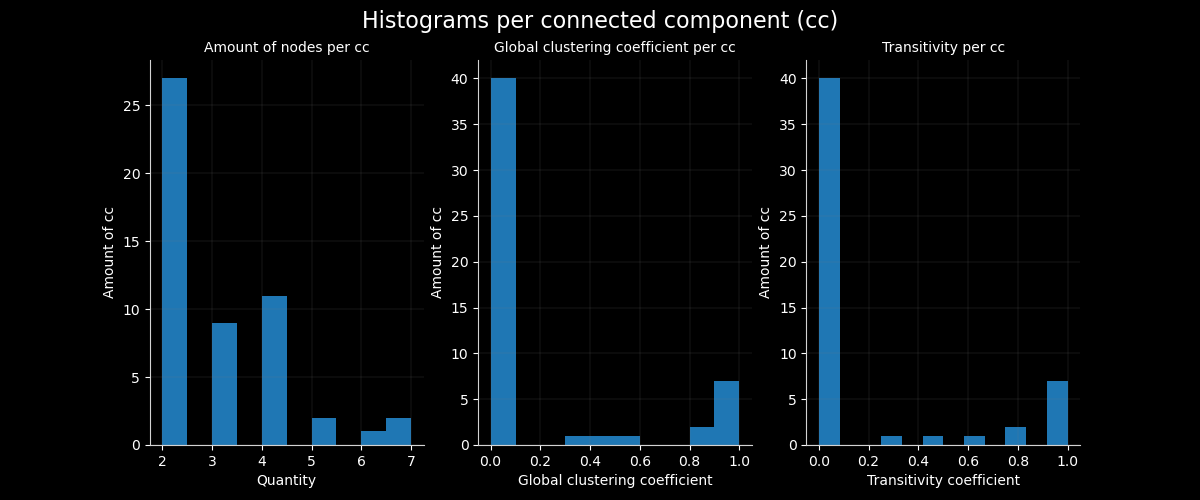 Histograms per connected component (cc)
Amount of nodes per cc
Amount of cc
25
20
15
10
5
0
2 3 4 5 6 7
Quantity
Global clustering coefficient per cc
Amount of cc
40
35
30
25
20
15
10
5
0
0.0 0.2 0.4 0.6 0.8 1.0
Global clustering coefficient
Transitivity per cc
Amount of cc
40
35
30
25
20
15
10
5
0
0.0 0.2 0.4 0.6 0.8 1.0
Transitivity coefficient